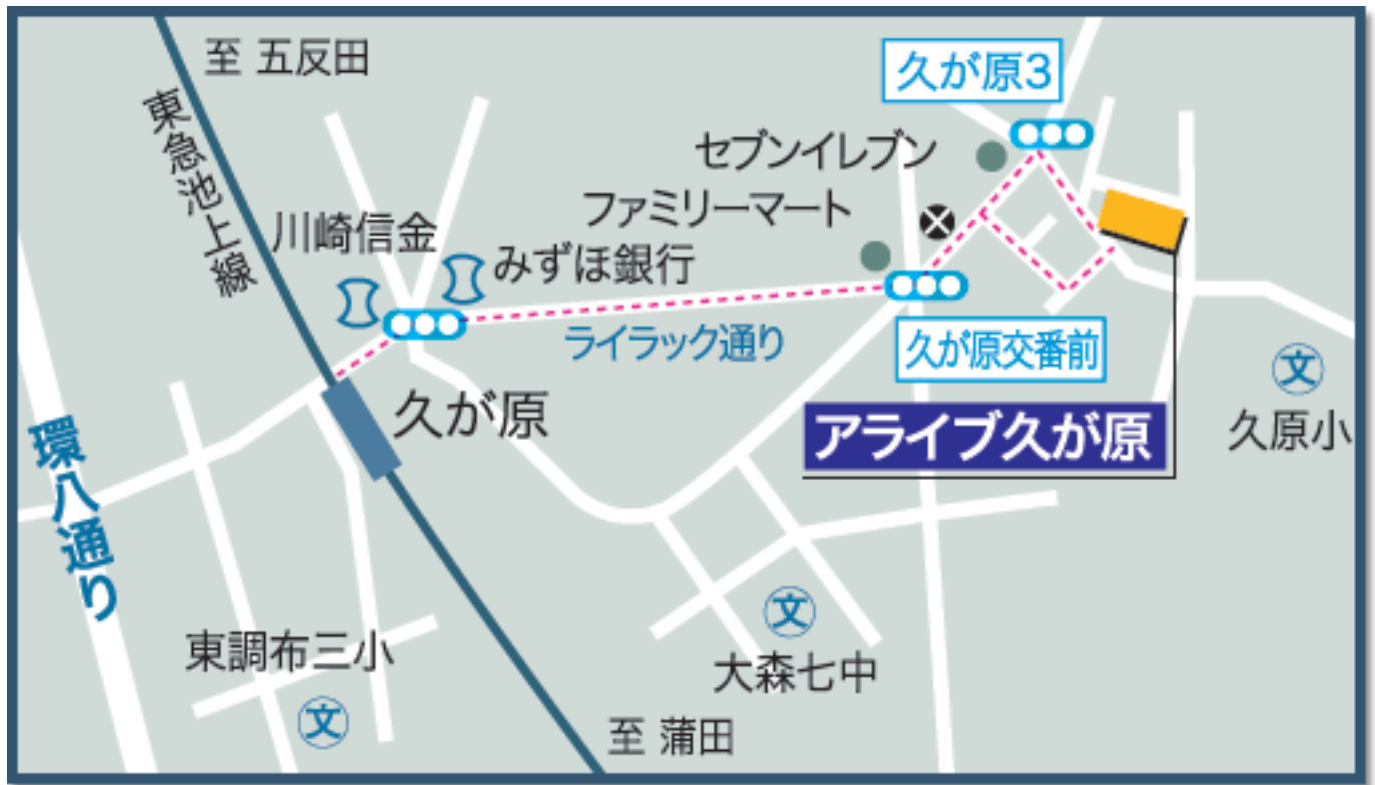 至 五反田
久が原3
東急池上線
セブンイレブン
ファミリーマート
川崎信金
みずほ銀行
ライラック通り
久が原交番前
久が原
アライブ久が原
文
久原小
環八通り
文
大森七中
東調布三小
文
至 蒲田